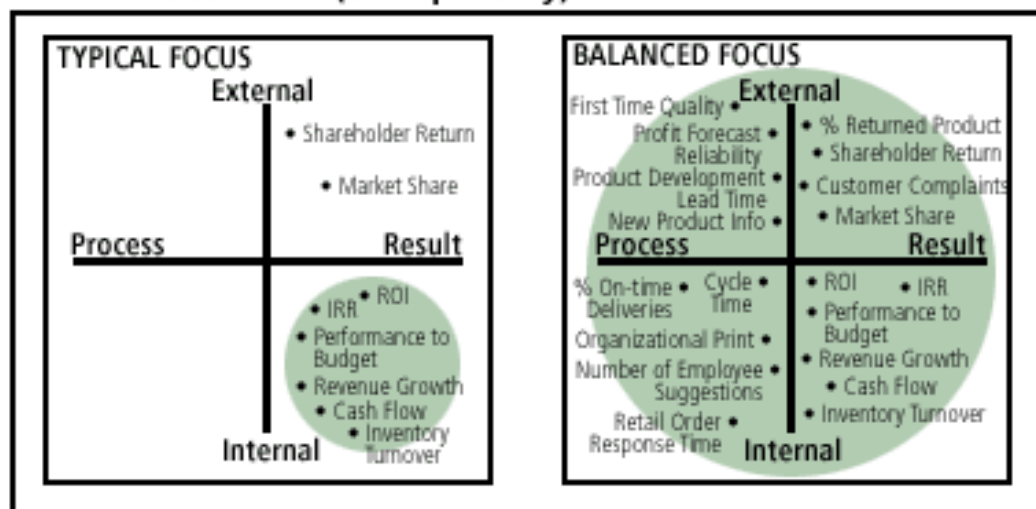 TYPICAL FOCUS
External
Shareholder Return
Market Share
Process
Result
ROI
IRR
Performance to
Budget
Revenue Growth
Cash Flow
Inventory
Turnover
Internal
BALANCED FOCUS
External
First Time Quality
Profit Forecast
Reliability
Product Development
Lead Time
New Product Info
% Returned Product
Shareholder Return
Customer Complaints
Market Share
Process
Result
% On-time
Deliveries
Cycle
Time
Organizational Print
Number of Employee
Suggestions
Retail Order
Response Time
ROI
IRR
Performance to
Budget
Revenue Growth
Cash Flow
Inventory Turnover
Internal